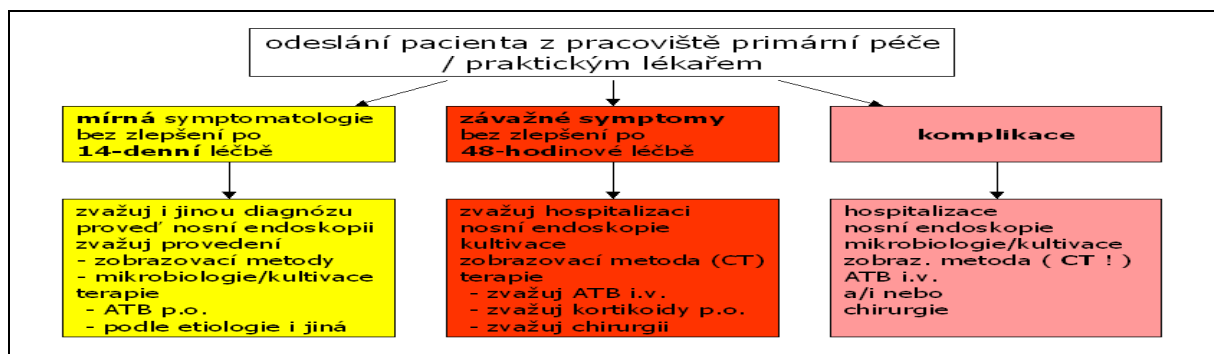 odeslání pacienta z pracoviště primární péče
/ praktickým lékařem
mírná symptomatologie
bez zlepšení po
14-denní léčbě
závažné symptomy
bez zlepšení po
48-hodinové léčbě
komplikace
zvažuj i jinou diagnózu
proveď nosní endoskopii
zvažuj provedení
- zobrazovací metody
- mikrobiologie/kultivace
terapie
- ATB p.o.
- podle etiologie i jiná
zvažuj hospitalizaci
nosní endoskopie
kultivace
zobrazovací metoda (CT)
terapie
- zvažuj ATB i.v.
- zvažuj kortikoidy p.o.
- zvažuj chirurgii
hospitalizace
nosní endoskopie
mikrobiologie/kultivace
zobraz. metoda ( CT ! )
ATB i.v.
a/i nebo
chirurgie